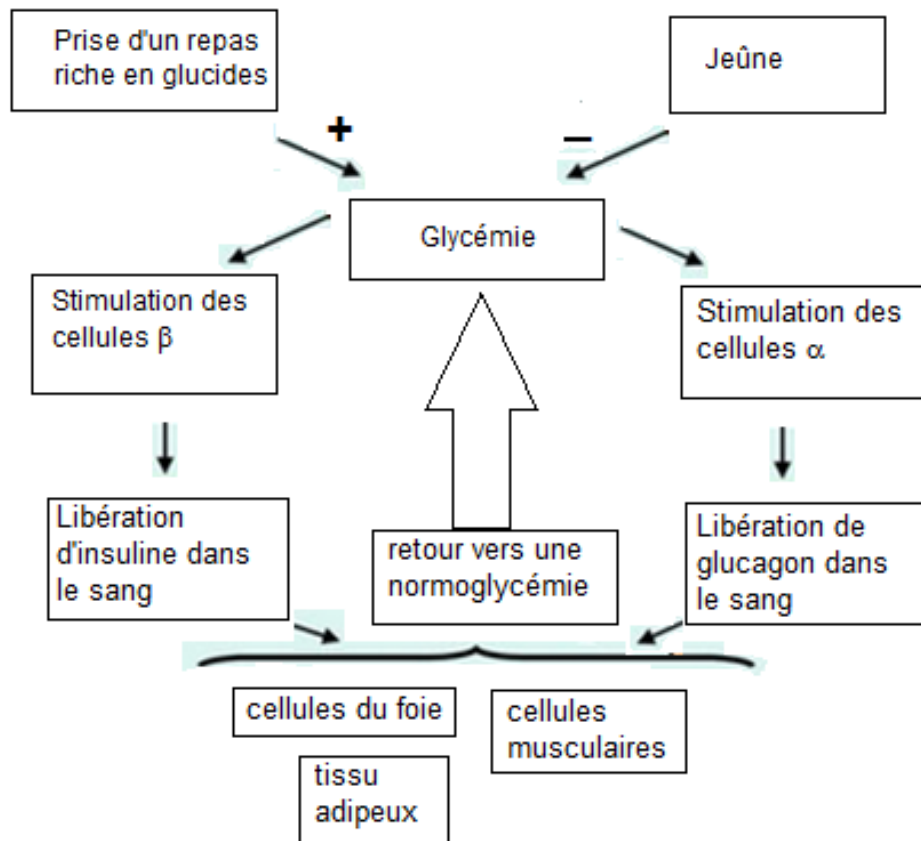 Prise d'un repas
riche en glucides
Jeûne
+
–
Glycémie
Stimulation des
cellules β
Stimulation des
cellules α
Libération
d'insuline dans
le sang
retour vers une
normoglycémie
Libération de
glucagon dans
le sang
cellules du foie
cellules
musculaires
tissu
adipeux